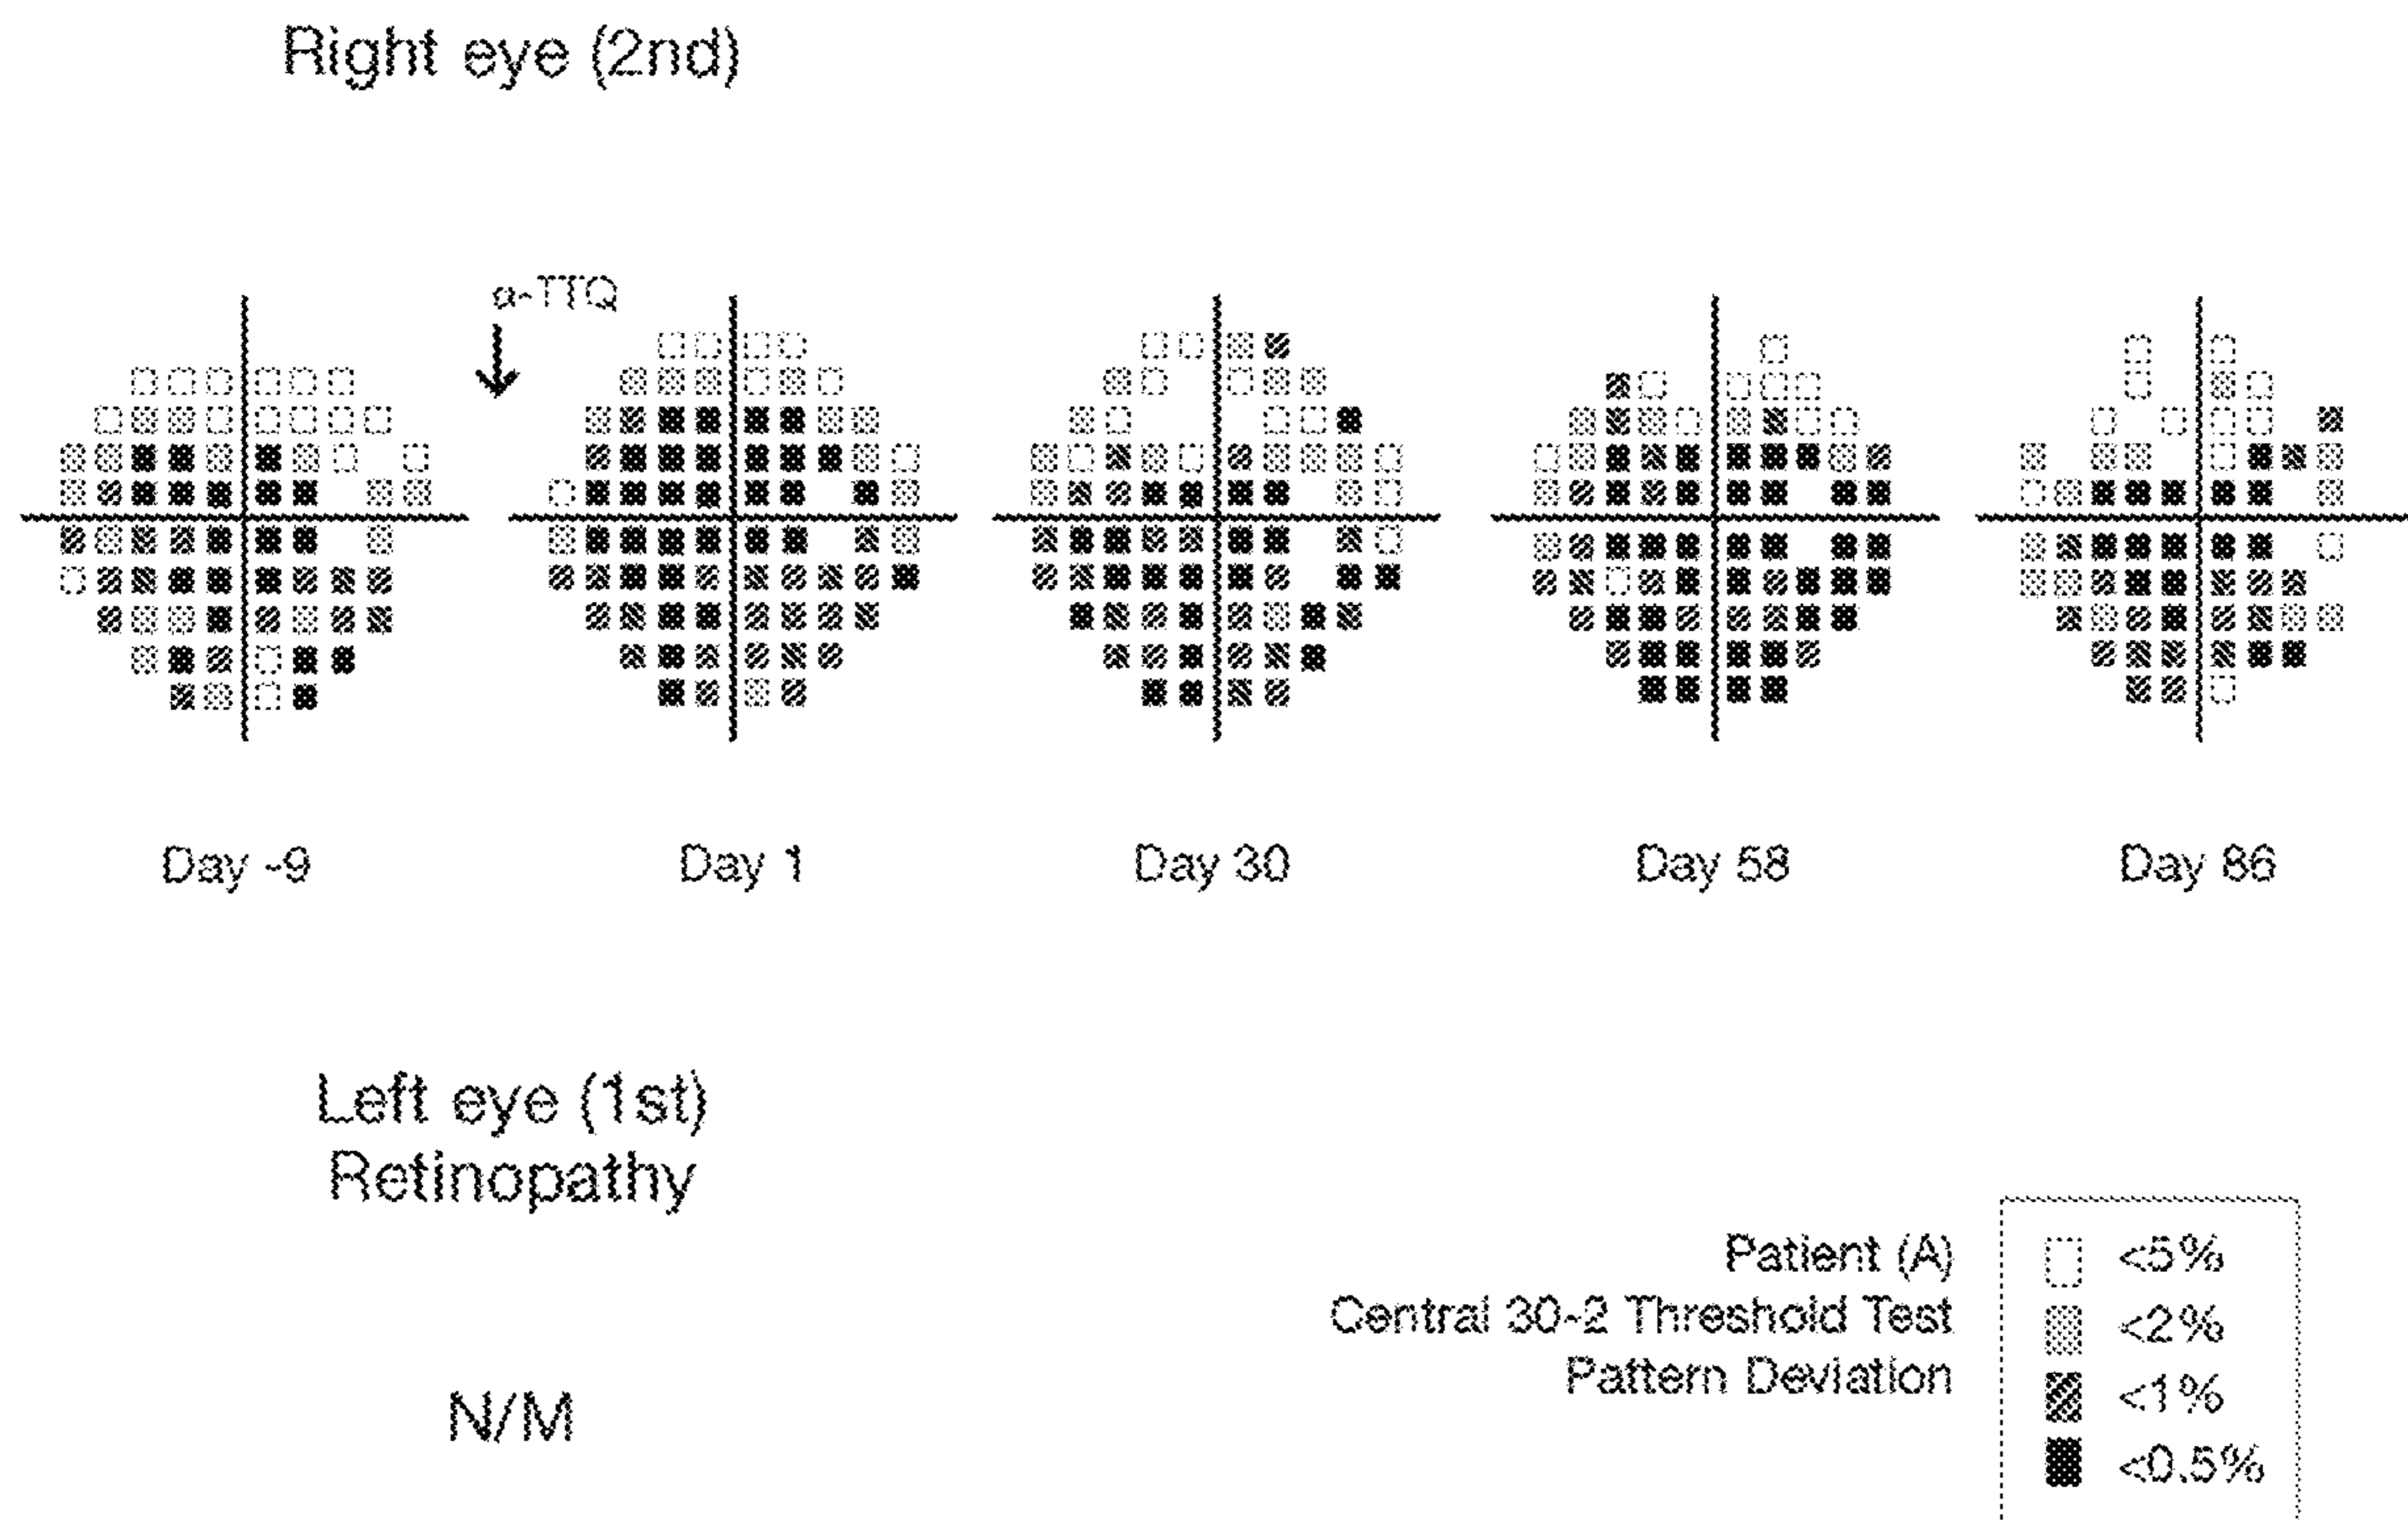 Right eye (2nd)
α-TTQ
Day -9
Day 1
Day 30
Day 58
Day 86
Left eye (1st)
Retinopathy
N/M
Patient (A)
Central 30-2 Threshold Test
Pattern Deviation
<5%
<2%
<1%
<0.5%